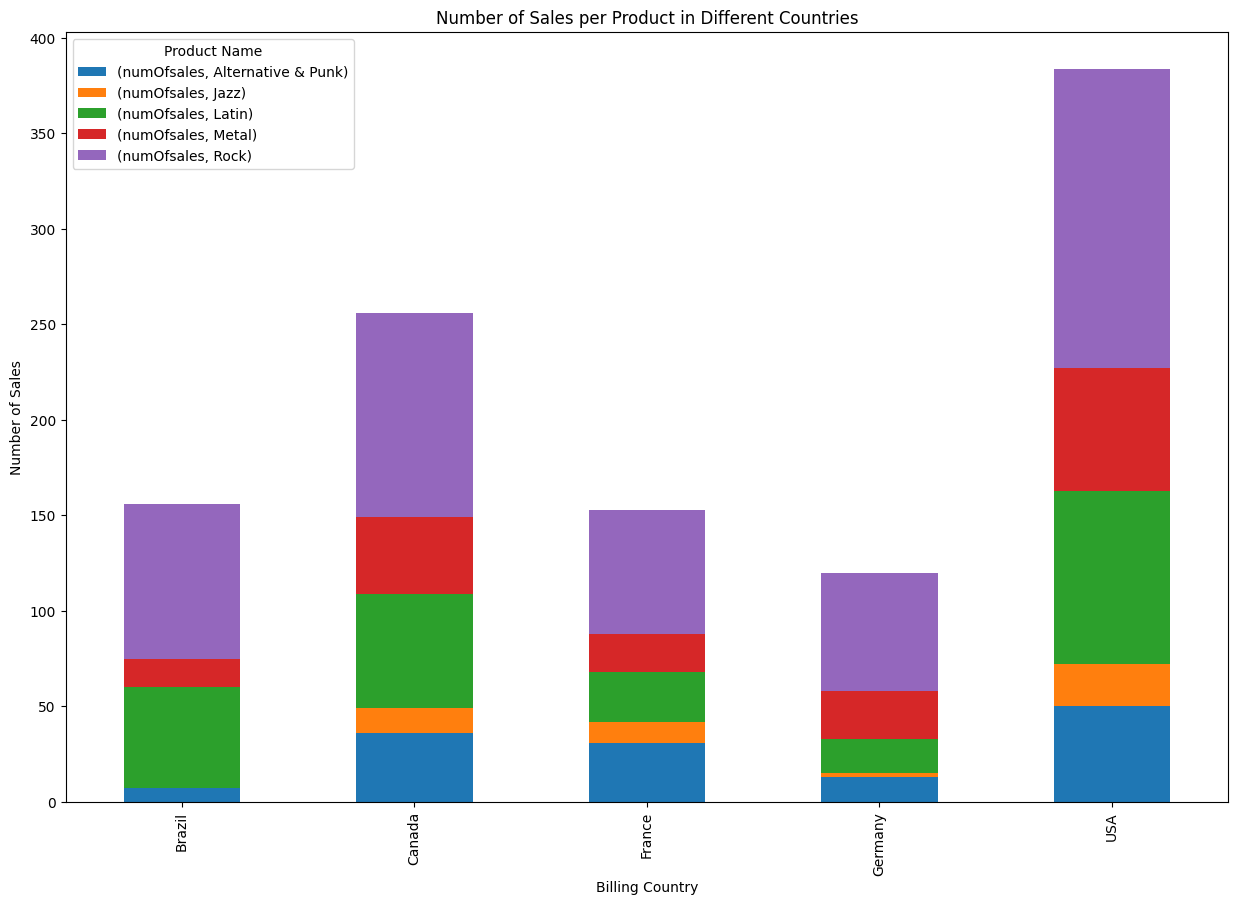 Number of Sales per Product in Different Countries
Product Name
(numOfsales, Alternative & Punk)
(numOfsales, Jazz)
(numOfsales, Latin)
(numOfsales, Metal)
(numOfsales, Rock)
Number of Sales
400
350
300
250
200
150
100
50
0
Brazil
Canada
France
Germany
USA
Billing Country